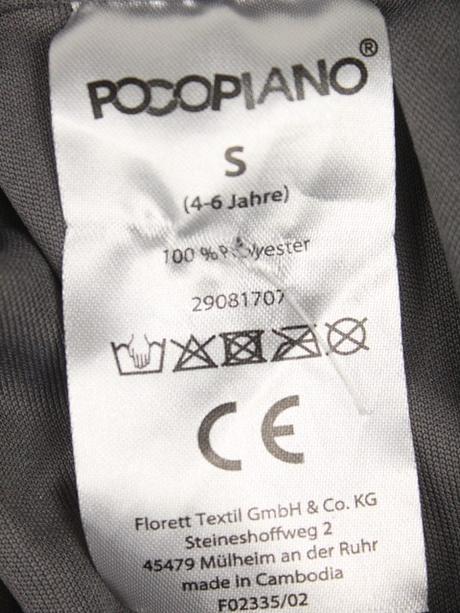 POCOPIANO®
S
(4-6 Jahre)
100 % Polyester
29081707
CE
Florett Textil GmbH & Co. KG
Steineshoffweg 2
45479 Mülheim an der Ruhr
made in Cambodia
F02335/02